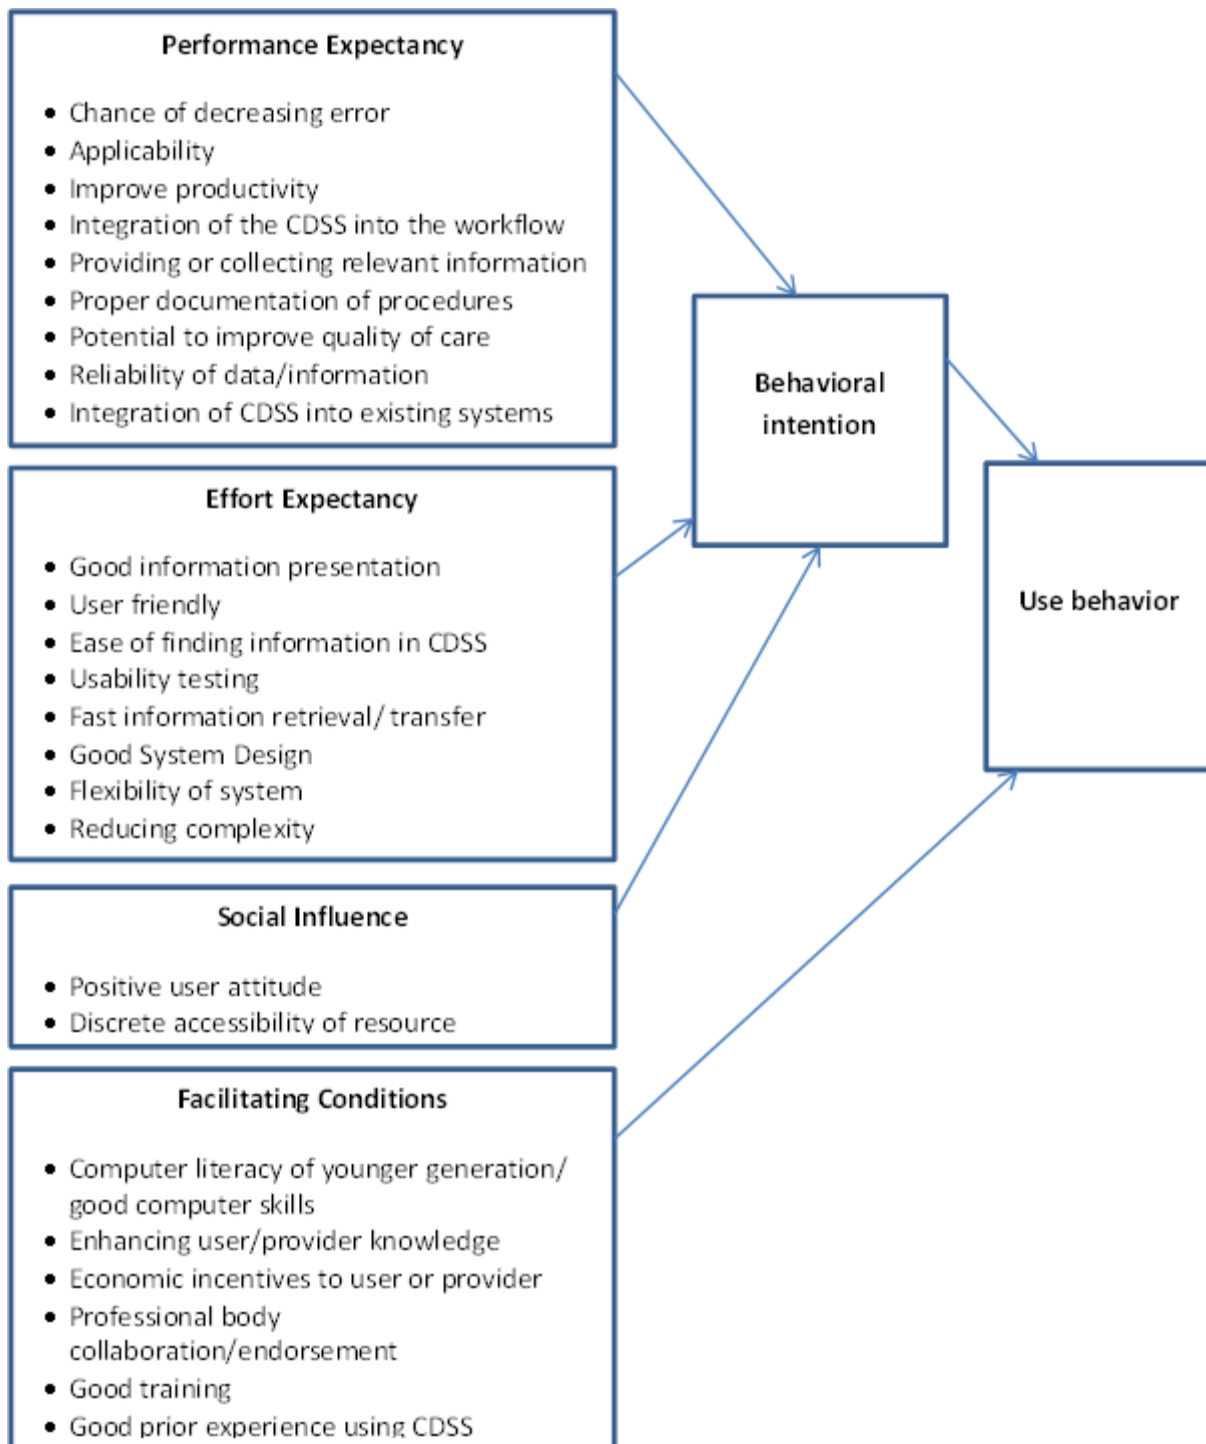 Performance Expectancy
• Chance of decreasing error
• Applicability
• Improve productivity
• Integration of the CDSS into the workflow
• Providing or collecting relevant information
• Proper documentation of procedures
• Potential to improve quality of care
• Reliability of data/information
• Integration of CDSS into existing systems
Behavioral
intention
Effort Expectancy
• Good information presentation
• User friendly
• Ease of finding information in CDSS
• Usability testing
• Fast information retrieval/ transfer
• Good System Design
• Flexibility of system
• Reducing complexity
Use behavior
Social Influence
• Positive user attitude
• Discrete accessibility of resource
Facilitating Conditions
• Computer literacy of younger generation/
good computer skills
• Enhancing user/provider knowledge
• Economic incentives to user or provider
• Professional body
collaboration/endorsement
• Good training
• Good prior experience using CDSS